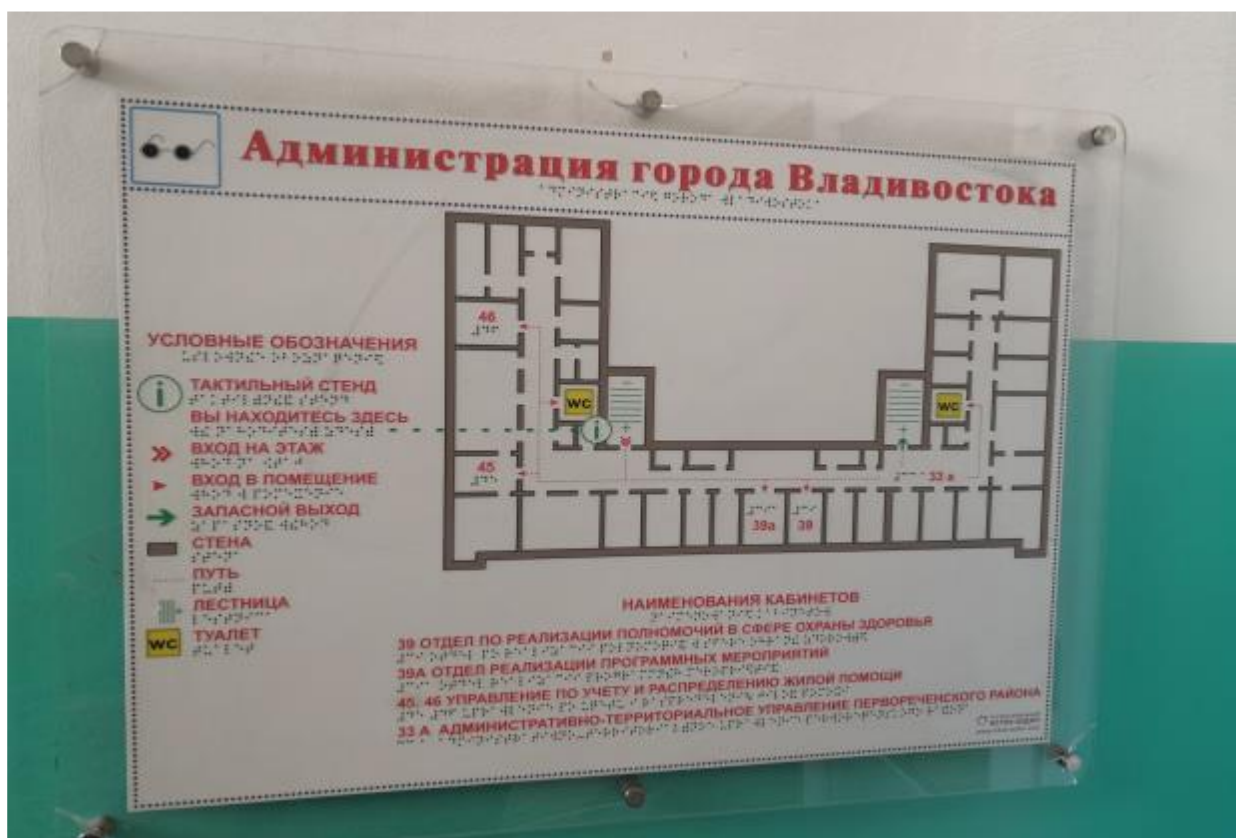 Администрация города Владивостока
УСЛОВНЫЕ ОБОЗНАЧЕНИЯ
ТАКТИЛЬНЫЙ СТЕНД
ВЫ НАХОДИТЕСЬ ЗДЕСЬ
ВХОД НА ЭТАЖ
ВХОД В ПОМЕЩЕНИЕ
ЗАПАСНОЙ ВЫХОД
СТЕНА
ПУТЬ
ЛЕСТНИЦА
WC ТУАЛЕТ
46
WC
WC
45
33 а
39а 39
НАИМЕНОВАНИЯ КАБИНЕТОВ
39 ОТДЕЛ ПО РЕАЛИЗАЦИИ ПОЛНОМОЧИЙ В СФЕРЕ ОХРАНЫ ЗДОРОВЬЯ
39А ОТДЕЛ РЕАЛИЗАЦИИ ПРОГРАММНЫХ МЕРОПРИЯТИЙ
45, 46 УПРАВЛЕНИЕ ПО УЧЕТУ И РАСПРЕДЕЛЕНИЮ ЖИЛОЙ ПОМОЩИ
33 А АДМИНИСТРАТИВНО-ТЕРРИТОРИАЛЬНОЕ УПРАВЛЕНИЕ ПЕРВОРЕЧЕНСКОГО РАЙОНА